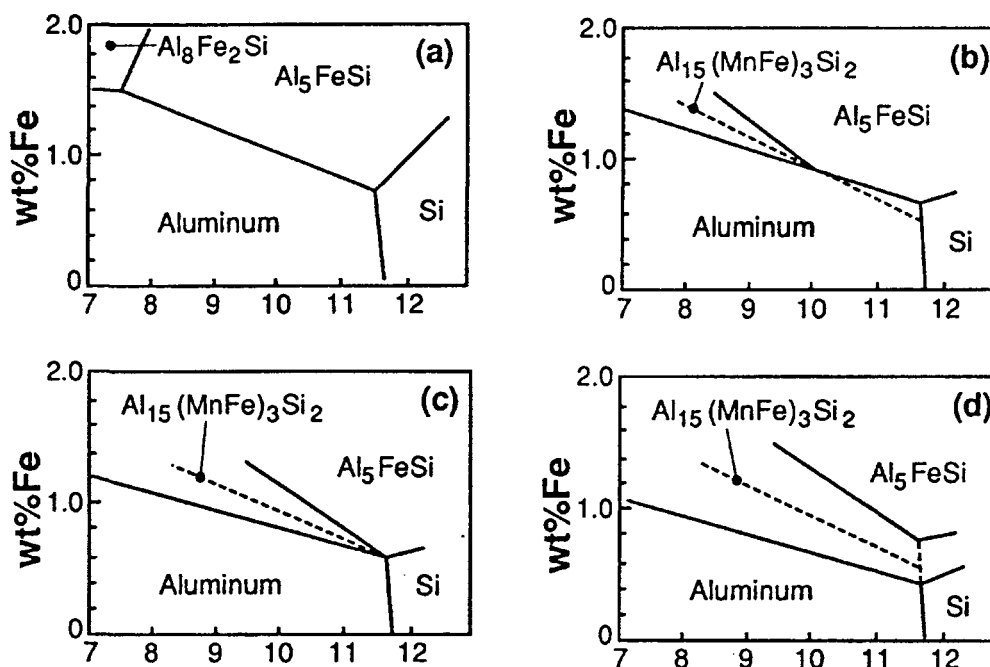 2.0
1.0
0
wt%Fe
Al8Fe2Si
Al5FeSi
(a)
Aluminum
Si
7 8 9 10 11 12
2.0
1.0
0
wt%Fe
Al15(MnFe)3Si2
(b)
Al5FeSi
Aluminum
Si
7 8 9 10 11 12
2.0
1.0
0
wt%Fe
(c)
Al15(MnFe)3Si2
Al5FeSi
Aluminum
Si
7 8 9 10 11 12
2.0
1.0
0
wt%Fe
Al15(MnFe)3Si2
(d)
Al5FeSi
Aluminum
Si
7 8 9 10 11 12